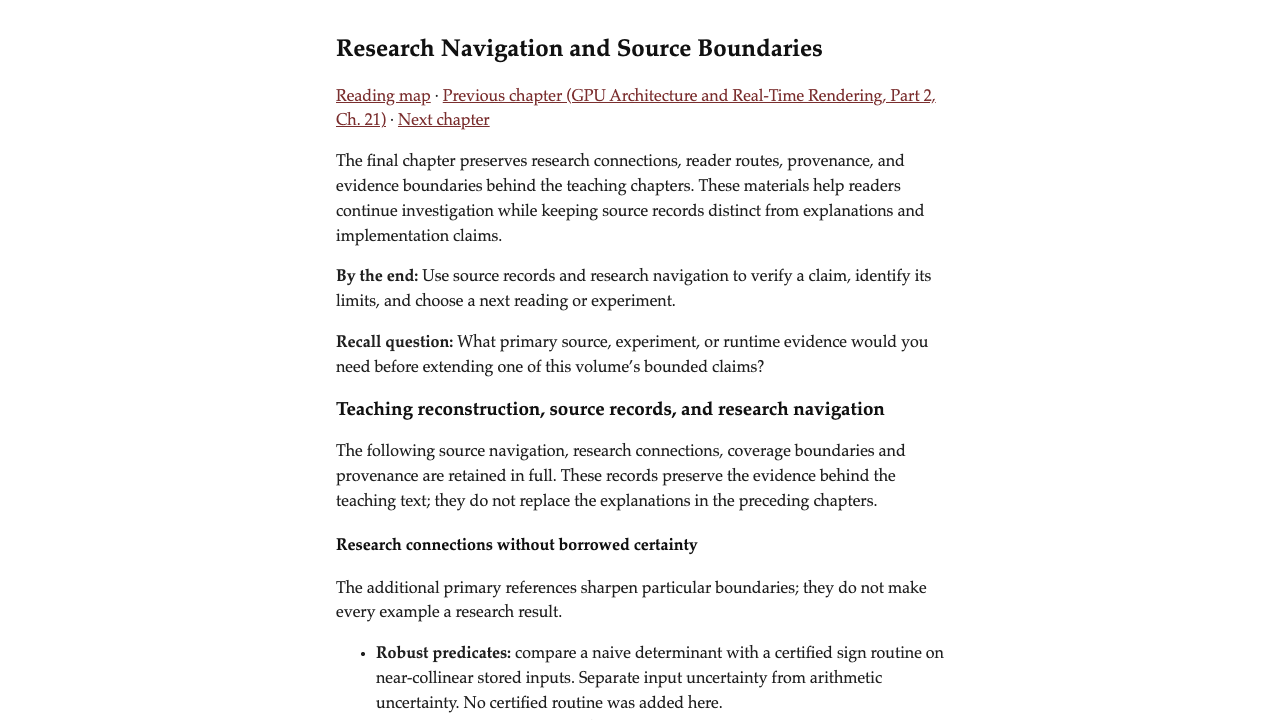 Research Navigation and Source Boundaries
Reading map · Previous chapter (GPU Architecture and Real-Time Rendering, Part 2,
Ch. 21) · Next chapter
The final chapter preserves research connections, reader routes, provenance, and
evidence boundaries behind the teaching chapters. These materials help readers
continue investigation while keeping source records distinct from explanations and
implementation claims.
By the end: Use source records and research navigation to verify a claim, identify its
limits, and choose a next reading or experiment.
Recall question: What primary source, experiment, or runtime evidence would you
need before extending one of this volume’s bounded claims?
Teaching reconstruction, source records, and research navigation
The following source navigation, research connections, coverage boundaries and
provenance are retained in full. These records preserve the evidence behind the
teaching text; they do not replace the explanations in the preceding chapters.
Research connections without borrowed certainty
The additional primary references sharpen particular boundaries; they do not make
every example a research result.
• Robust predicates: compare a naive determinant with a certified sign routine on
near-collinear stored inputs. Separate input uncertainty from arithmetic
uncertainty. No certified routine was added here.